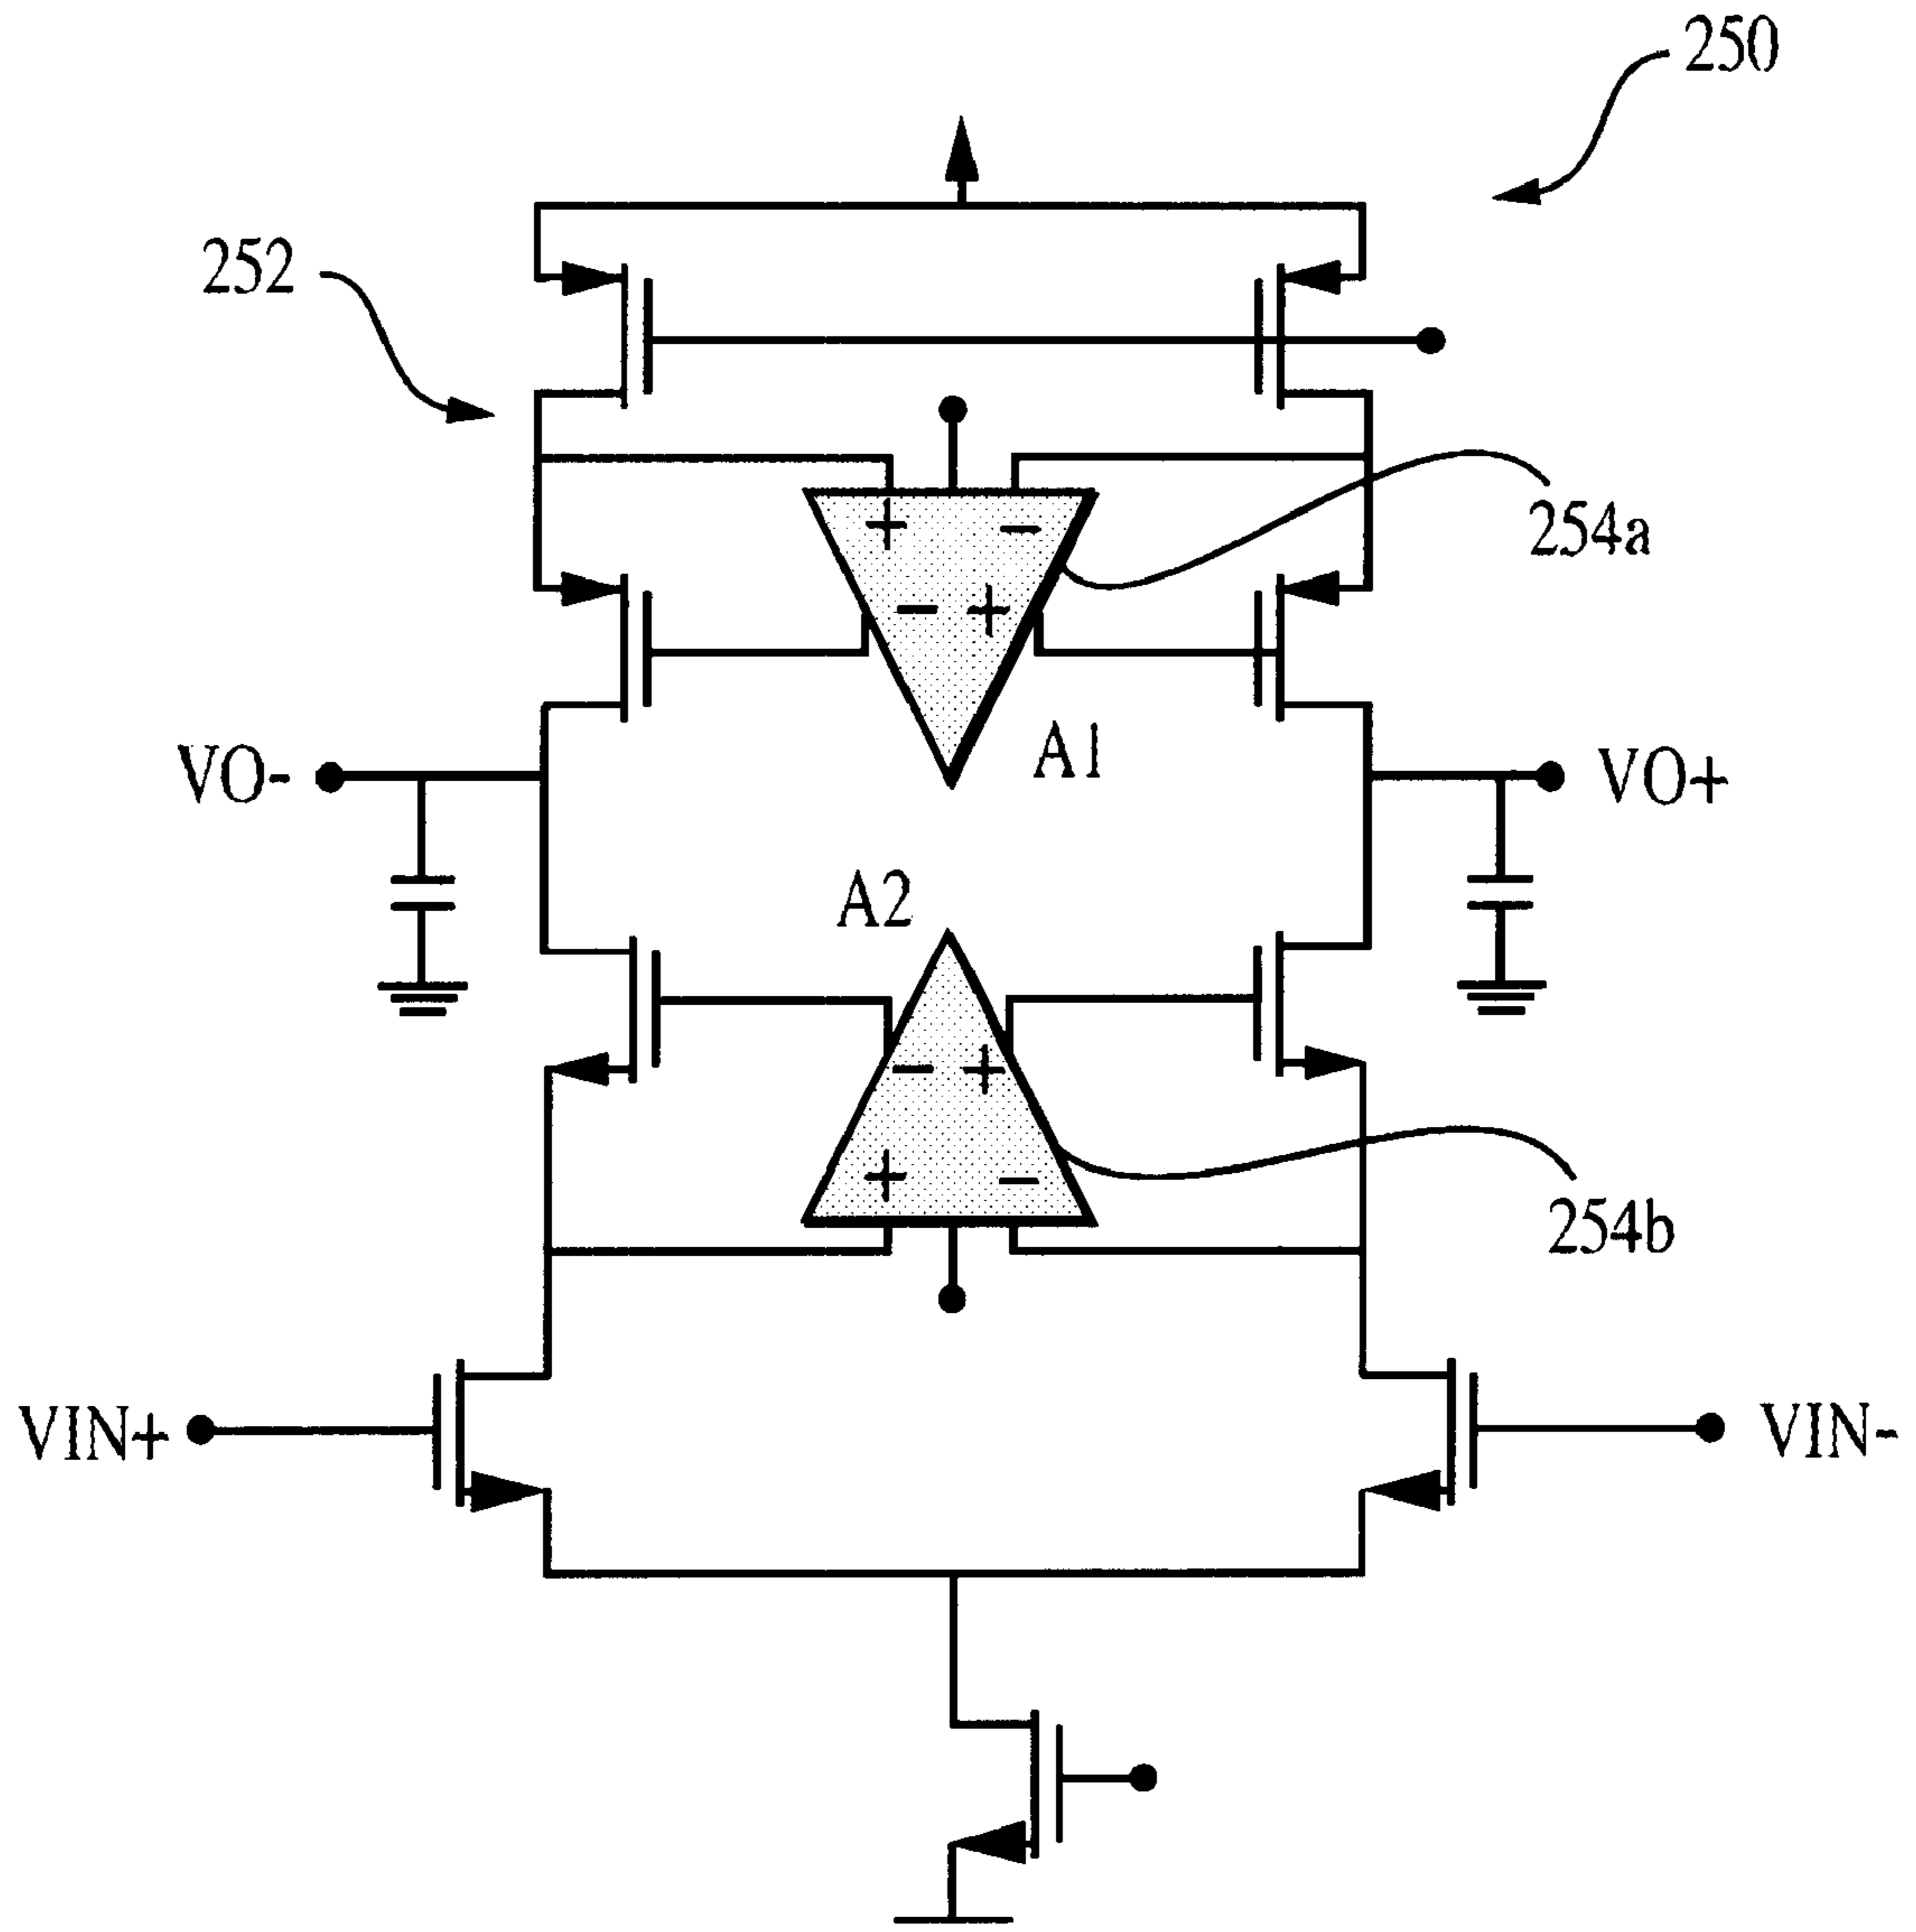 250
252
254a
+ −
− +
A1
VO-
VO+
A2
− +
+ −
254b
VIN+
VIN-